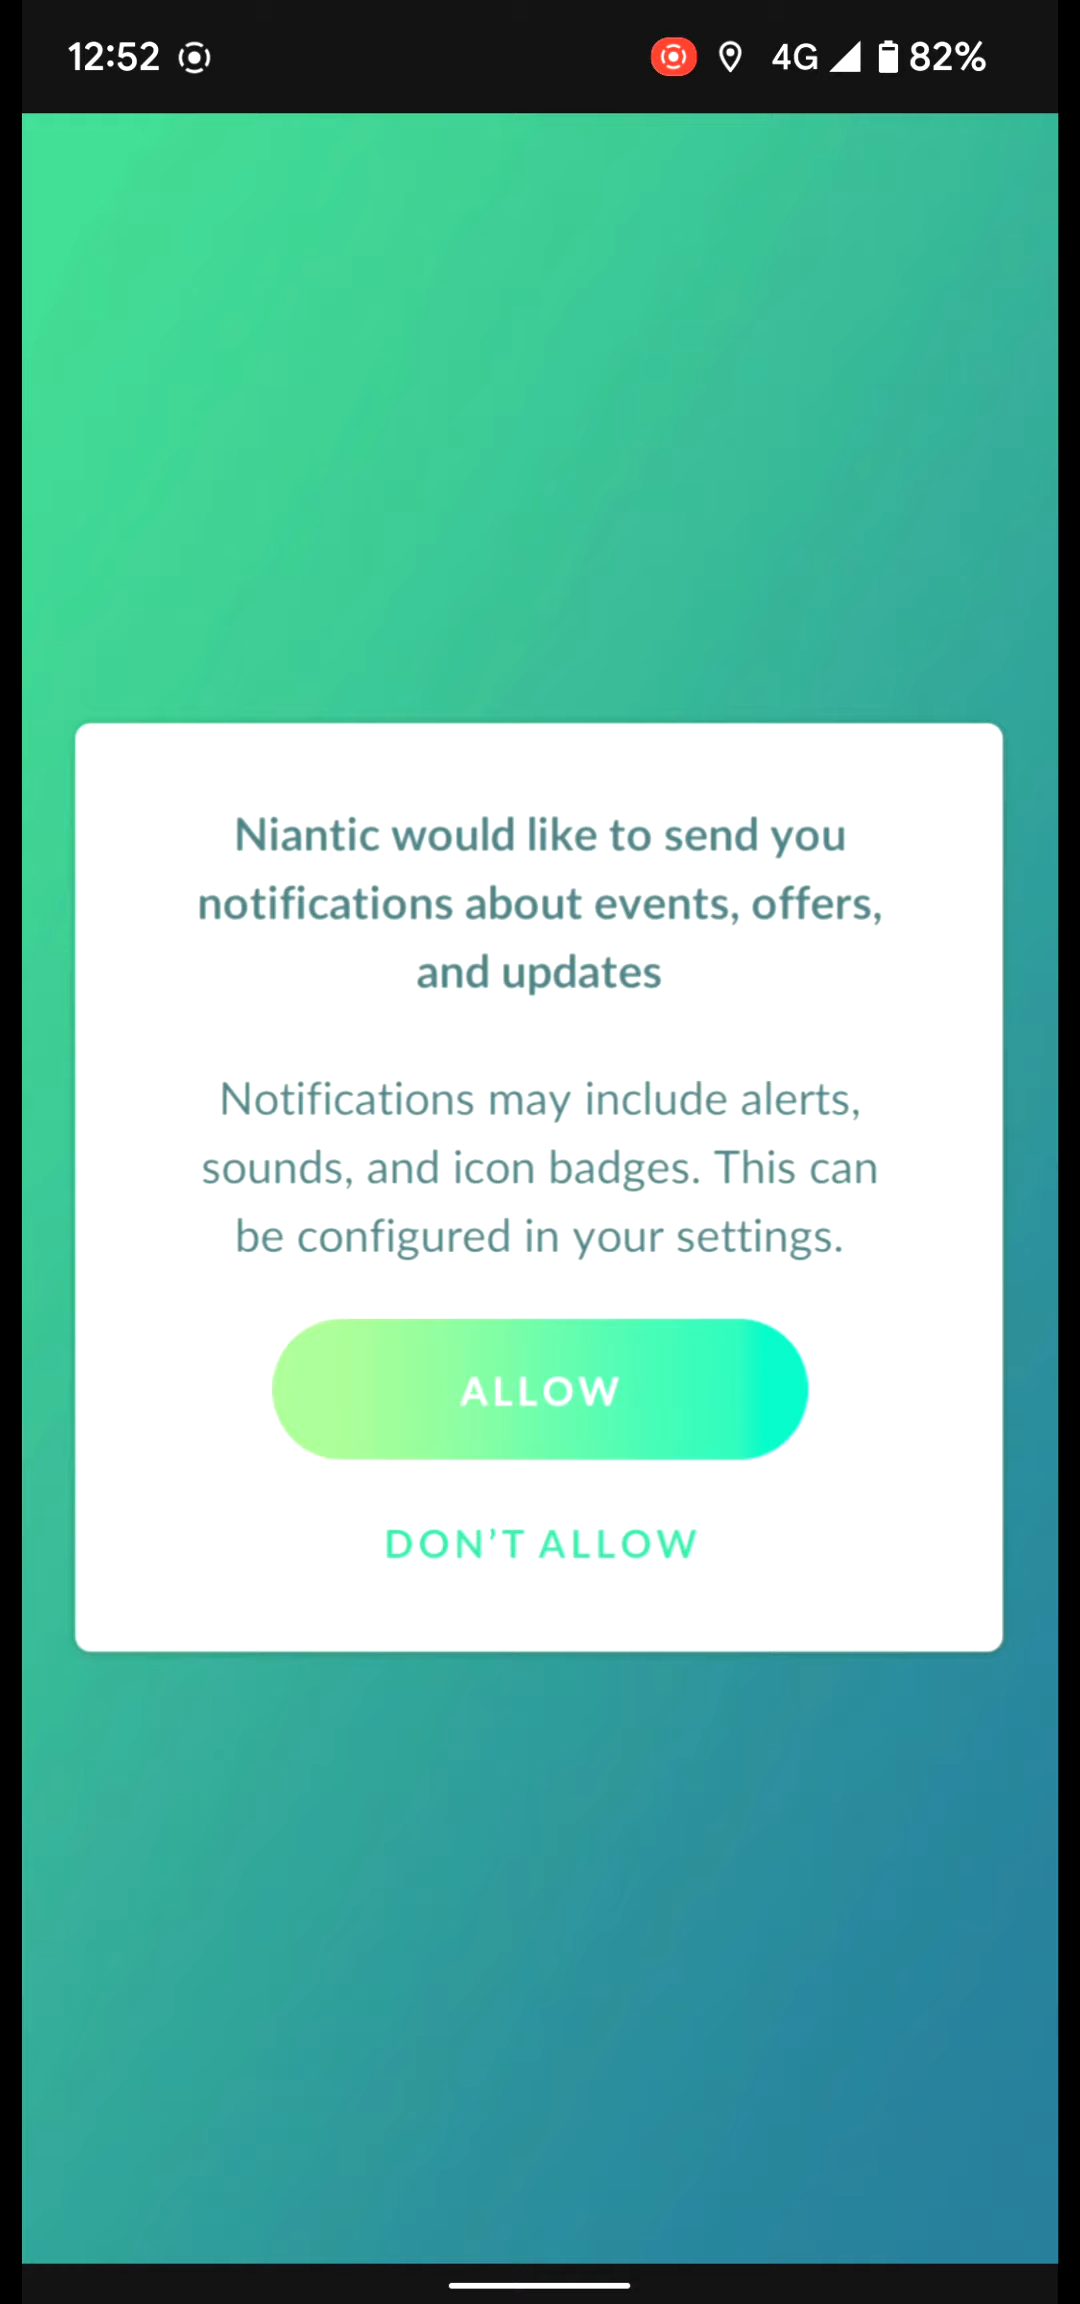 12:52 4G 82%
Niantic would like to send you
notifications about events, offers,
and updates
Notifications may include alerts,
sounds, and icon badges. This can
be configured in your settings.
ALLOW
DON’T ALLOW